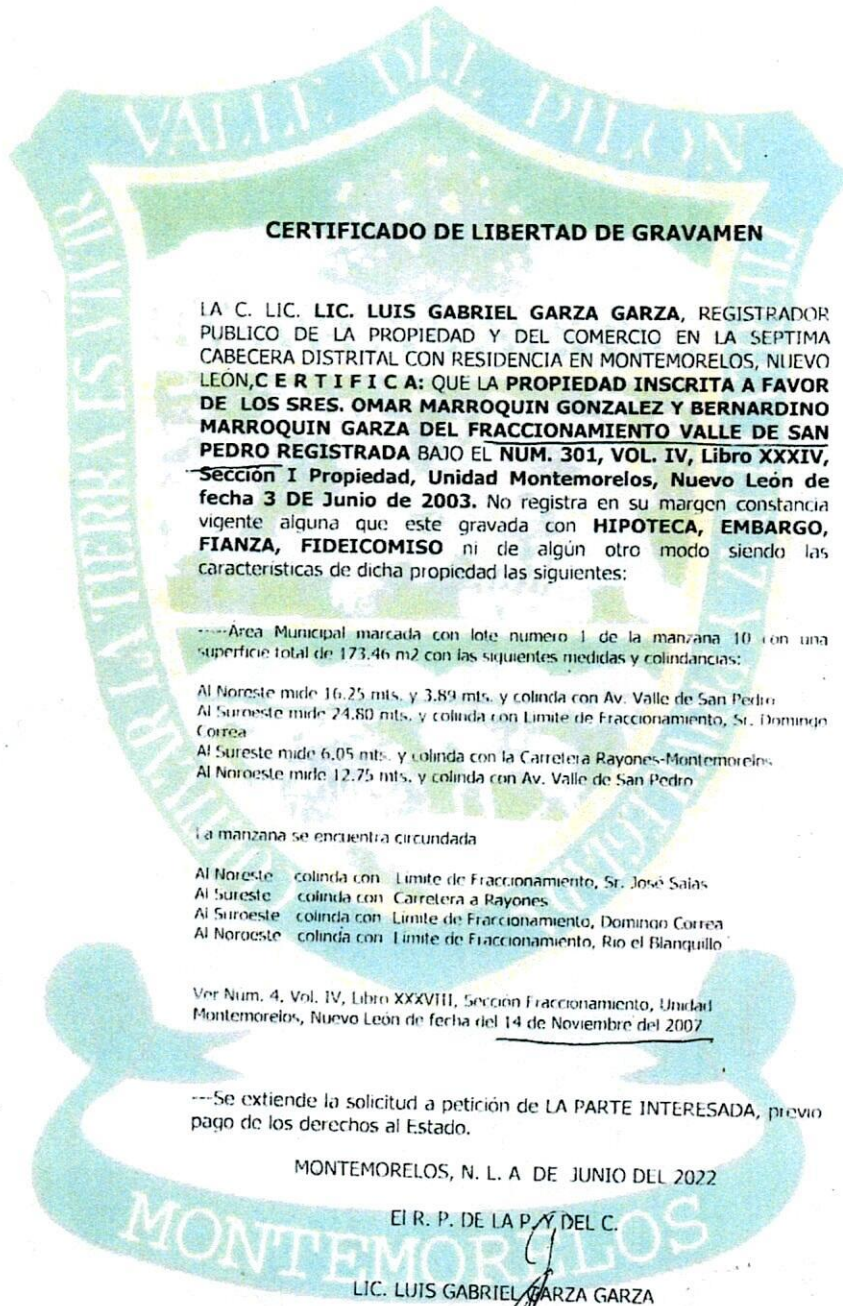 VALLE DEL PILON
CERTIFICADO DE LIBERTAD DE GRAVAMEN
LA C. LIC. LIC. LUIS GABRIEL GARZA GARZA, REGISTRADOR
PUBLICO DE LA PROPIEDAD Y DEL COMERCIO EN LA SEPTIMA
CABECERA DISTRITAL CON RESIDENCIA EN MONTEMORELOS, NUEVO
LEÓN,C E R T I F I C A: QUE LA PROPIEDAD INSCRITA A FAVOR
DE LOS SRES. OMAR MARROQUIN GONZALEZ Y BERNARDINO
MARROQUIN GARZA DEL FRACCIONAMIENTO VALLE DE SAN
PEDRO REGISTRADA BAJO EL NUM. 301, VOL. IV, Libro XXXIV,
Sección I Propiedad, Unidad Montemorelos, Nuevo León de
fecha 3 DE Junio de 2003. No registra en su margen constancia
vigente alguna que este gravada con HIPOTECA, EMBARGO,
FIANZA, FIDEICOMISO ni de algún otro modo siendo las
características de dicha propiedad las siguientes:
-----Área Municipal marcada con lote numero 1 de la manzana 10 con una
superficie total de 173.46 m2 con las siguientes medidas y colindancias:
Al Noreste mide 16.25 mts. y 3.89 mts. y colinda con Av. Valle de San Pedro
Al Suroeste mide 24.80 mts. y colinda con Limite de Fraccionamiento, Sr. Domingo
Correa
Al Sureste mide 6.05 mts. y colinda con la Carretera Rayones-Montemorelos
Al Noroeste mide 12.75 mts. y colinda con Av. Valle de San Pedro
La manzana se encuentra circundada
Al Noreste colinda con Limite de Fraccionamiento, Sr. José Salas
Al Sureste colinda con Carretera a Rayones
Al Suroeste colinda con Limite de Fraccionamiento, Domingo Correa
Al Noroeste colinda con Limite de Fraccionamiento, Rio el Blanquillo
Ver Num. 4, Vol. IV, Libro XXXVIII, Sección Fraccionamiento, Unidad
Montemorelos, Nuevo León de fecha del 14 de Noviembre del 2007
---Se extiende la solicitud a petición de LA PARTE INTERESADA, previo
pago de los derechos al Estado.
MONTEMORELOS, N. L. A DE JUNIO DEL 2022
El R. P. DE LA P. Y DEL C.
LIC. LUIS GABRIEL GARZA GARZA
MONTEMORELOS
LA TIERRA ES VIVIR